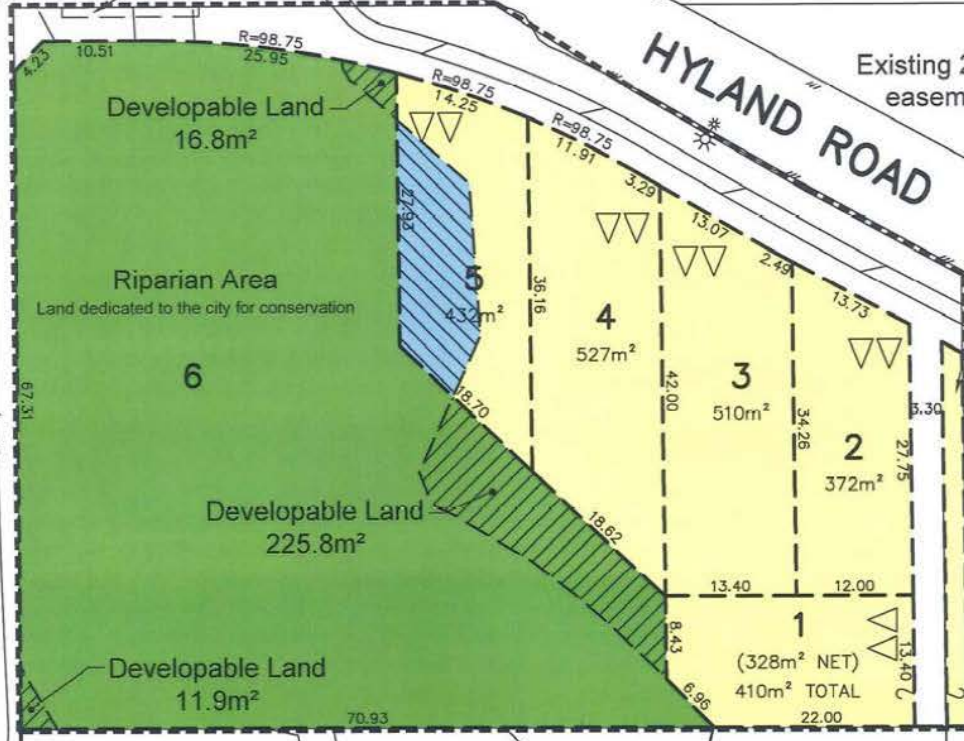 HYLAND ROAD
Existing 2
easem
R=98.75
25.95
10.51
4.23
R=98.75
14.25
R=98.75
11.91
3.29
13.07
2.49
13.73
Developable Land
16.8m²
27.93
Riparian Area
Land dedicated to the city for conservation
6
67.31
5
432m²
36.16
4
527m²
42.00
3
510m²
34.26
2
372m²
27.75
3.30
18.70
Developable Land
225.8m²
18.62
13.40
12.00
8.43
1
(328m² NET)
410m² TOTAL
13.40
6.96
Developable Land
11.9m²
70.93
22.00